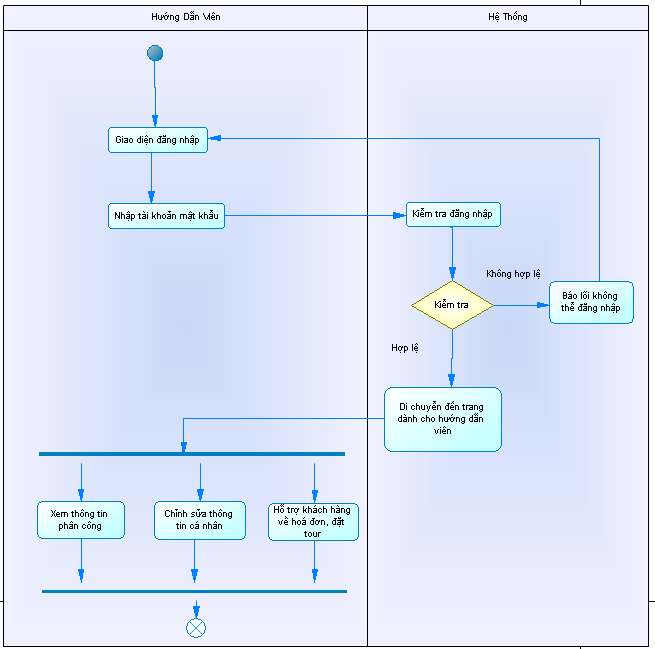 Hướng Dẫn Viên
Hệ Thống
Giao diện đăng nhập
Nhập tài khoản mật khẩu
Kiểm tra đăng nhập
Không hợp lệ
Kiểm tra
Báo lỗi không
thể đăng nhập
Hợp lệ
Di chuyển đến trang
dành cho hướng dẫn
viên
Xem thông tin
phân công
Chỉnh sửa thông
tin cá nhân
Hỗ trợ khách hàng
về hoá đơn, đặt
tour